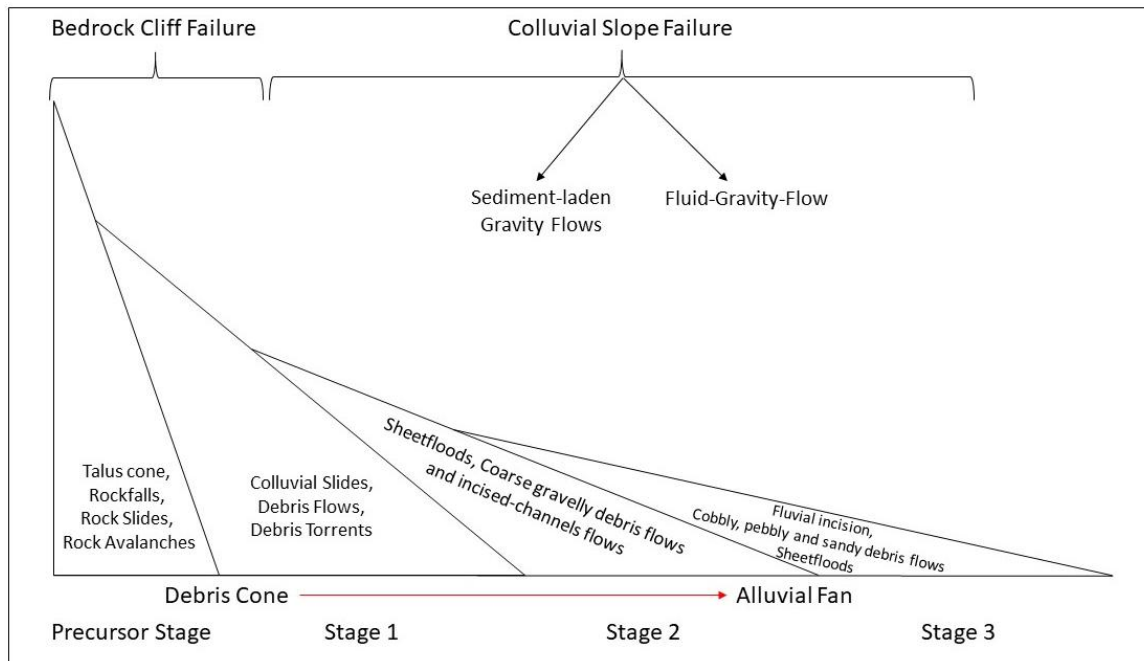 Bedrock Cliff Failure
Colluvial Slope Failure
Sediment-laden
Gravity Flows
Fluid-Gravity-Flow
Talus cone,
Rockfalls,
Rock Slides,
Rock Avalanches
Colluvial Slides,
Debris Flows,
Debris Torrents
Sheetfloods, Coarse gravelly debris flows
and incised-channels flows
Fluvial incision,
Cobbly, pebbly and sandy debris flows
Sheetfloods
Debris Cone
Alluvial Fan
Precursor Stage
Stage 1
Stage 2
Stage 3